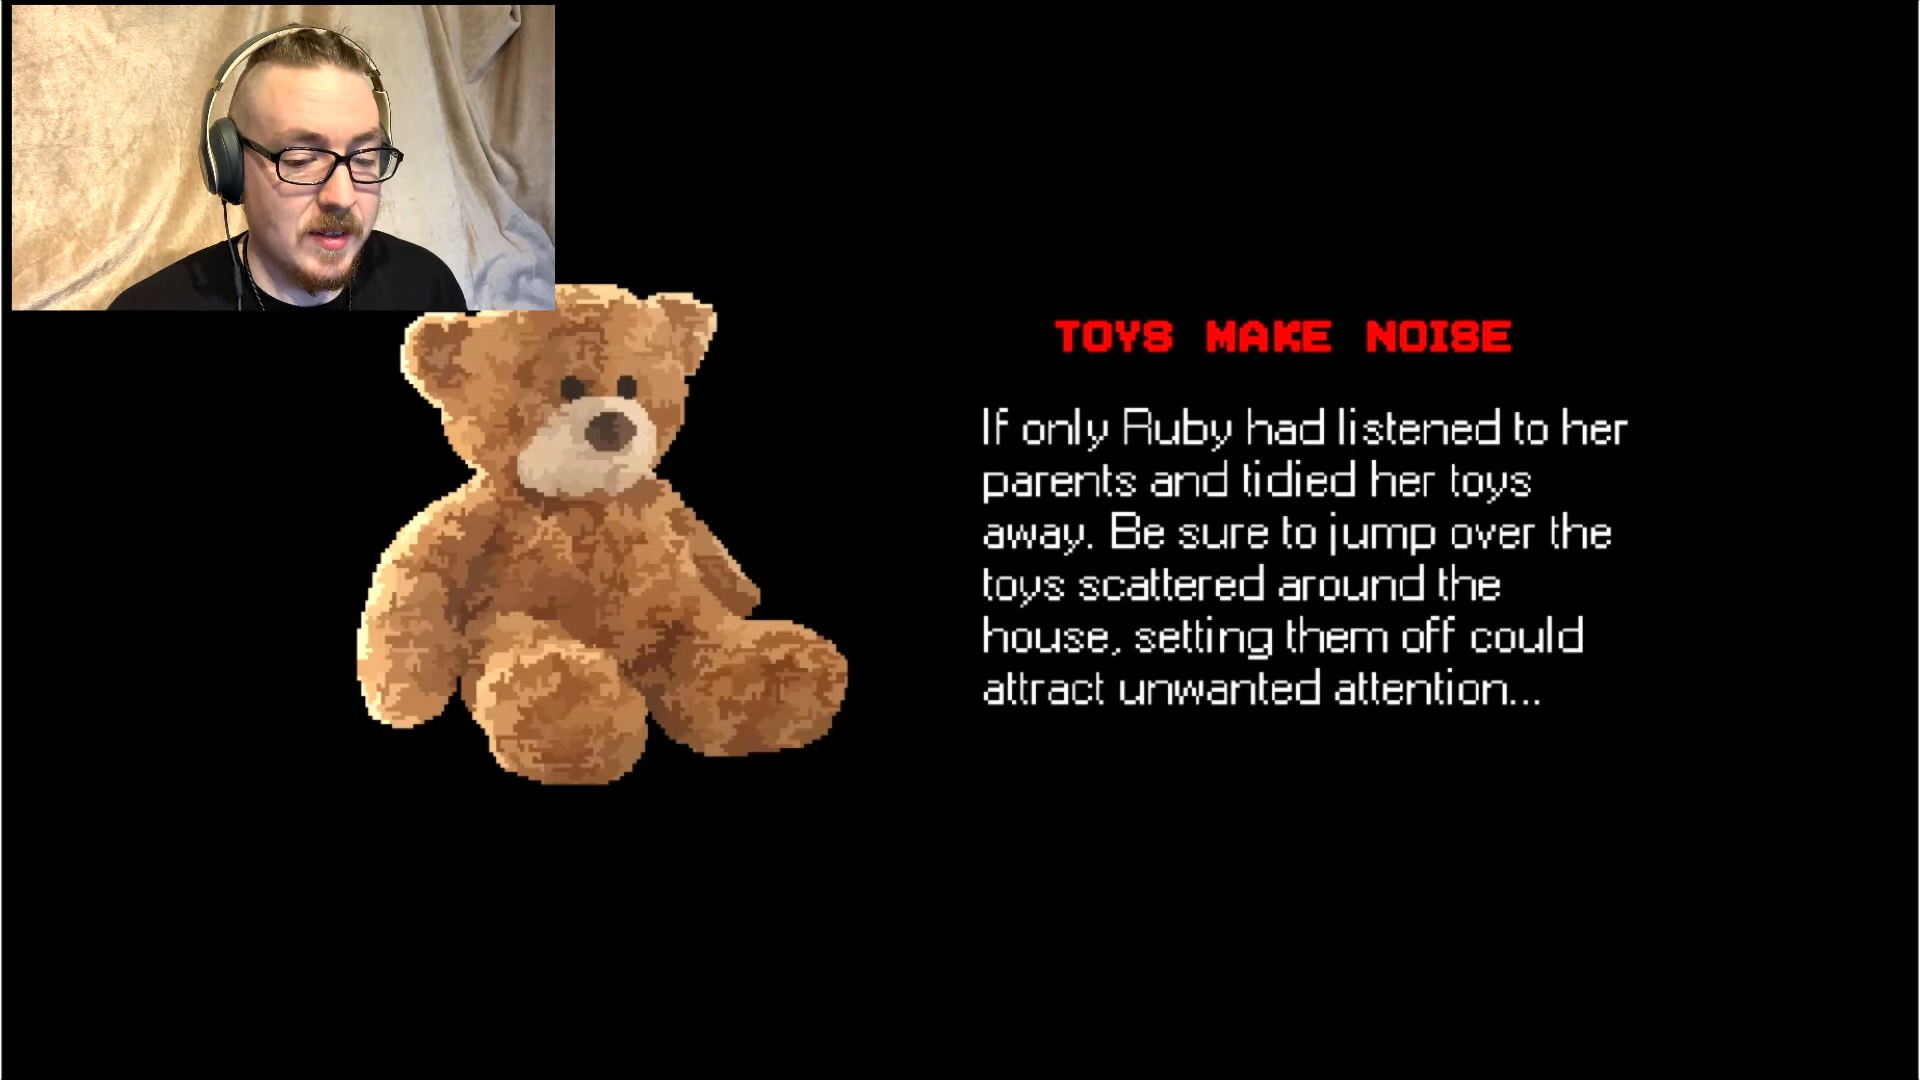 TOYS MAKE NOISE
If only Ruby had listened to her
parents and tidied her toys
away. Be sure to jump over the
toys scattered around the
house, setting them off could
attract unwanted attention...